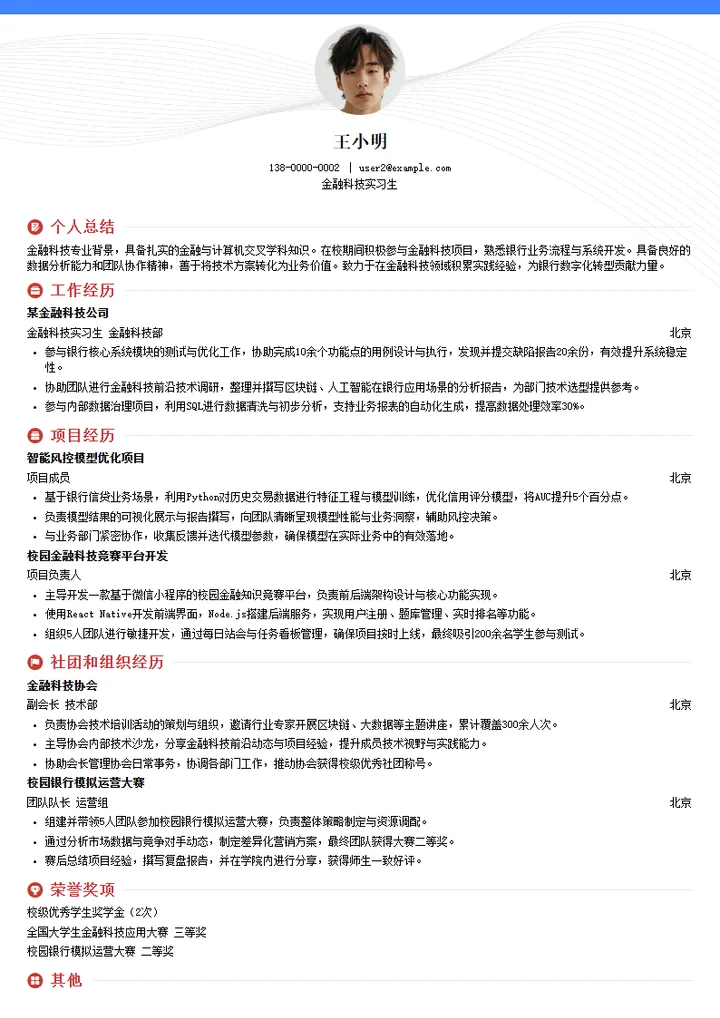 王小明
138-0000-0002 | user2@example.com
金融科技实习生
个人总结
金融科技专业背景，具备扎实的金融与计算机交叉学科知识。在校期间积极参与金融科技项目，熟悉银行业务流程与系统开发。具备良好的
数据分析能力和团队协作精神，善于将技术方案转化为业务价值。致力于在金融科技领域积累实践经验，为银行数字化转型贡献力量。
工作经历
某金融科技公司
金融科技实习生 金融科技部 北京
• 参与银行核心系统模块的测试与优化工作，协助完成10余个功能点的用例设计与执行，发现并提交缺陷报告20余份，有效提升系统稳定
性。
• 协助团队进行金融科技前沿技术调研，整理并撰写区块链、人工智能在银行应用场景的分析报告，为部门技术选型提供参考。
• 参与内部数据治理项目，利用SQL进行数据清洗与初步分析，支持业务报表的自动化生成，提高数据处理效率30%。
项目经历
智能风控模型优化项目
项目成员 北京
• 基于银行信贷业务场景，利用Python对历史交易数据进行特征工程与模型训练，优化信用评分模型，将AUC提升5个百分点。
• 负责模型结果的可视化展示与报告撰写，向团队清晰呈现模型性能与业务洞察，辅助风控决策。
• 与业务部门紧密协作，收集反馈并迭代模型参数，确保模型在实际业务中的有效落地。
校园金融科技竞赛平台开发
项目负责人 北京
• 主导开发一款基于微信小程序的校园金融知识竞赛平台，负责前后端架构设计与核心功能实现。
• 使用React Native开发前端界面，Node.js搭建后端服务，实现用户注册、题库管理、实时排名等功能。
• 组织5人团队进行敏捷开发，通过每日站会与任务看板管理，确保项目按时上线，最终吸引200余名学生参与测试。
社团和组织经历
金融科技协会
副会长 技术部 北京
• 负责协会技术培训活动的策划与组织，邀请行业专家开展区块链、大数据等主题讲座，累计覆盖300余人次。
• 主导协会内部技术沙龙，分享金融科技前沿动态与项目经验，提升成员技术视野与实践能力。
• 协助会长管理协会日常事务，协调各部门工作，推动协会获得校级优秀社团称号。
校园银行模拟运营大赛
团队队长 运营组 北京
• 组建并带领5人团队参加校园银行模拟运营大赛，负责整体策略制定与资源调配。
• 通过分析市场数据与竞争对手动态，制定差异化营销方案，最终团队获得大赛二等奖。
• 赛后总结项目经验，撰写复盘报告，并在学院内进行分享，获得师生一致好评。
荣誉奖项
校级优秀学生奖学金（2次）
全国大学生金融科技应用大赛 三等奖
校园银行模拟运营大赛 二等奖
其他